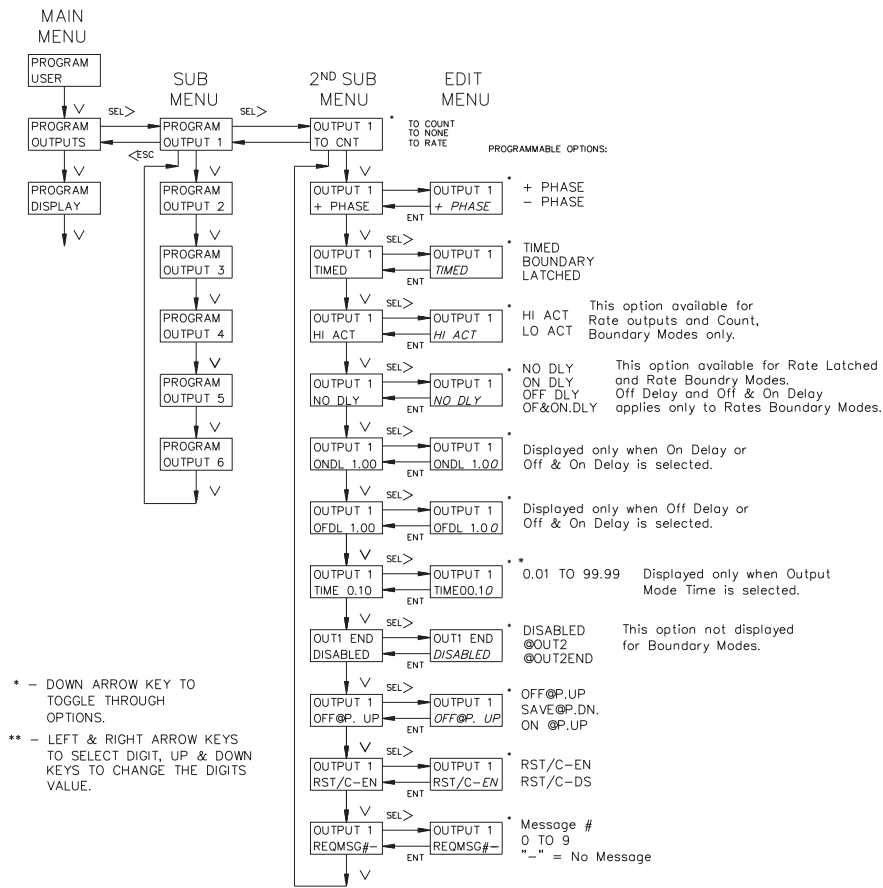 MAIN
MENU
PROGRAM
USER
SUB
MENU
2ND SUB
MENU
EDIT
MENU
V
SEL>
SEL>
PROGRAM
OUTPUTS
PROGRAM
OUTPUT 1
OUTPUT 1
TO CNT
*
TO COUNT
TO NONE
TO RATE
PROGRAMMABLE OPTIONS:
<ESC
V
V
V
PROGRAM
DISPLAY
V
PROGRAM
OUTPUT 2
V
PROGRAM
OUTPUT 3
V
PROGRAM
OUTPUT 4
V
PROGRAM
OUTPUT 5
V
PROGRAM
OUTPUT 6
V
OUTPUT 1
+ PHASE
OUTPUT 1
+ PHASE
ENT
*
+ PHASE
- PHASE
V
SEL>
OUTPUT 1
TIMED
OUTPUT 1
TIMED
ENT
*
TIMED
BOUNDARY
LATCHED
V
SEL>
OUTPUT 1
HI ACT
OUTPUT 1
HI ACT
ENT
*
HI ACT
LO ACT
This option available for
Rate outputs and Count,
Boundary Modes only.
V
SEL>
OUTPUT 1
NO DLY
OUTPUT 1
NO DLY
ENT
*
NO DLY
ON DLY
OFF DLY
OF&ON.DLY
This option available for Rate Latched
and Rate Boundry Modes.
Off Delay and Off & On Delay
applies only to Rates Boundary Modes.
V
SEL>
OUTPUT 1
ONDL 1.00
OUTPUT 1
ONDL 1.00
ENT
*
Displayed only when On Delay or
Off & On Delay is selected.
V
SEL>
OUTPUT 1
OFDL 1.00
OUTPUT 1
OFDL 1.00
ENT
*
Displayed only when Off Delay or
Off & On Delay is selected.
V
SEL>
OUTPUT 1
TIME 0.10
OUTPUT 1
TIME00.10
ENT
* *
0.01 TO 99.99
Displayed only when Output
Mode Time is selected.
V
SEL>
OUT1 END
DISABLED
OUT1 END
DISABLED
ENT
*
DISABLED
@OUT2
@OUT2END
This option not displayed
for Boundary Modes.
V
SEL>
OUTPUT 1
OFF@P. UP
OUTPUT 1
OFF@P. UP
ENT
*
OFF@P.UP
SAVE@P.DN.
ON @P.UP
V
SEL>
OUTPUT 1
RST/C-EN
OUTPUT 1
RST/C-EN
ENT
*
RST/C-EN
RST/C-DS
V
SEL>
OUTPUT 1
REQMSG#-
OUTPUT 1
REQMSG#-
ENT
*
Message #
0 TO 9
"-" = No Message
V
* - DOWN ARROW KEY TO
TOGGLE THROUGH
OPTIONS.
** - LEFT & RIGHT ARROW KEYS
TO SELECT DIGIT, UP & DOWN
KEYS TO CHANGE THE DIGITS
VALUE.